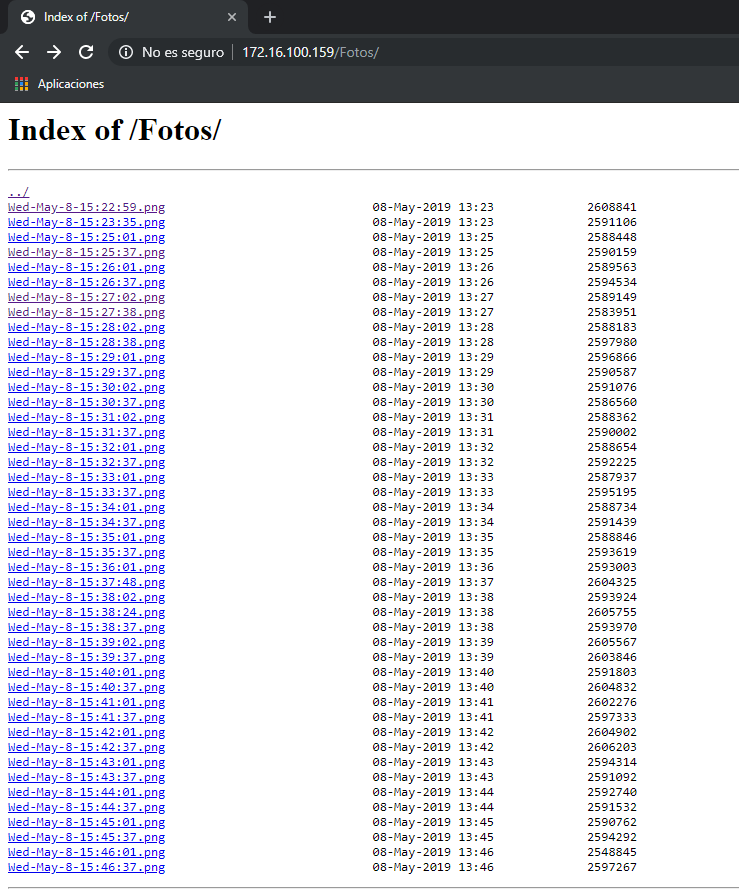 Index of /Fotos/
No es seguro 172.16.100.159/Fotos/
Aplicaciones
Index of /Fotos/
../
Wed-May-8-15:22:59.png 08-May-2019 13:23 2608841
Wed-May-8-15:23:35.png 08-May-2019 13:23 2591106
Wed-May-8-15:25:01.png 08-May-2019 13:25 2588448
Wed-May-8-15:25:37.png 08-May-2019 13:25 2590159
Wed-May-8-15:26:01.png 08-May-2019 13:26 2589563
Wed-May-8-15:26:37.png 08-May-2019 13:26 2594534
Wed-May-8-15:27:02.png 08-May-2019 13:27 2589149
Wed-May-8-15:27:38.png 08-May-2019 13:27 2583951
Wed-May-8-15:28:02.png 08-May-2019 13:28 2588183
Wed-May-8-15:28:38.png 08-May-2019 13:28 2597980
Wed-May-8-15:29:01.png 08-May-2019 13:29 2596866
Wed-May-8-15:29:37.png 08-May-2019 13:29 2590587
Wed-May-8-15:30:02.png 08-May-2019 13:30 2591076
Wed-May-8-15:30:37.png 08-May-2019 13:30 2586560
Wed-May-8-15:31:02.png 08-May-2019 13:31 2588362
Wed-May-8-15:31:37.png 08-May-2019 13:31 2590002
Wed-May-8-15:32:01.png 08-May-2019 13:32 2588654
Wed-May-8-15:32:37.png 08-May-2019 13:32 2592225
Wed-May-8-15:33:01.png 08-May-2019 13:33 2587937
Wed-May-8-15:33:37.png 08-May-2019 13:33 2595195
Wed-May-8-15:34:01.png 08-May-2019 13:34 2588734
Wed-May-8-15:34:37.png 08-May-2019 13:34 2591439
Wed-May-8-15:35:01.png 08-May-2019 13:35 2588846
Wed-May-8-15:35:37.png 08-May-2019 13:35 2593619
Wed-May-8-15:36:01.png 08-May-2019 13:36 2593003
Wed-May-8-15:37:48.png 08-May-2019 13:37 2604325
Wed-May-8-15:38:02.png 08-May-2019 13:38 2593924
Wed-May-8-15:38:24.png 08-May-2019 13:38 2605755
Wed-May-8-15:38:37.png 08-May-2019 13:38 2593970
Wed-May-8-15:39:02.png 08-May-2019 13:39 2605567
Wed-May-8-15:39:37.png 08-May-2019 13:39 2603846
Wed-May-8-15:40:01.png 08-May-2019 13:40 2591803
Wed-May-8-15:40:37.png 08-May-2019 13:40 2604832
Wed-May-8-15:41:01.png 08-May-2019 13:41 2602276
Wed-May-8-15:41:37.png 08-May-2019 13:41 2597333
Wed-May-8-15:42:01.png 08-May-2019 13:42 2604902
Wed-May-8-15:42:37.png 08-May-2019 13:42 2606203
Wed-May-8-15:43:01.png 08-May-2019 13:43 2594314
Wed-May-8-15:43:37.png 08-May-2019 13:43 2591092
Wed-May-8-15:44:01.png 08-May-2019 13:44 2592740
Wed-May-8-15:44:37.png 08-May-2019 13:44 2591532
Wed-May-8-15:45:01.png 08-May-2019 13:45 2590762
Wed-May-8-15:45:37.png 08-May-2019 13:45 2594292
Wed-May-8-15:46:01.png 08-May-2019 13:46 2548845
Wed-May-8-15:46:37.png 08-May-2019 13:46 2597267